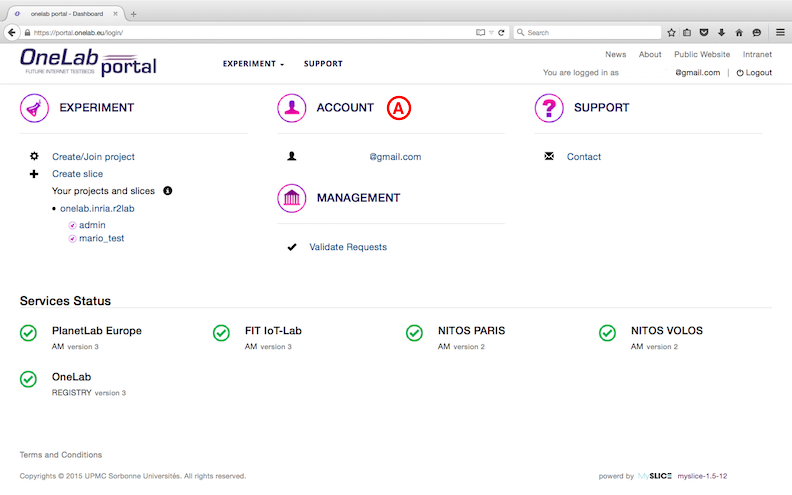 onelab portal - Dashboard
https://portal.onelab.eu/login/
Search
OneLab portal
FUTURE INTERNET TESTBEDS
EXPERIMENT
SUPPORT
News
About
Public Website
Intranet
You are logged in as
@gmail.com
Logout
EXPERIMENT
Create/Join project
Create slice
Your projects and slices
onelab.inria.r2lab
admin
mario_test
ACCOUNT
A
@gmail.com
MANAGEMENT
Validate Requests
SUPPORT
Contact
Services Status
PlanetLab Europe
AM version 3
FIT IoT-Lab
AM version 3
NITOS PARIS
AM version 2
NITOS VOLOS
AM version 2
OneLab
REGISTRY version 3
Terms and Conditions
Copyrights © 2015 UPMC Sorbonne Universités. All rights reserved.
powerd by MySLICE myslice-1.5-12